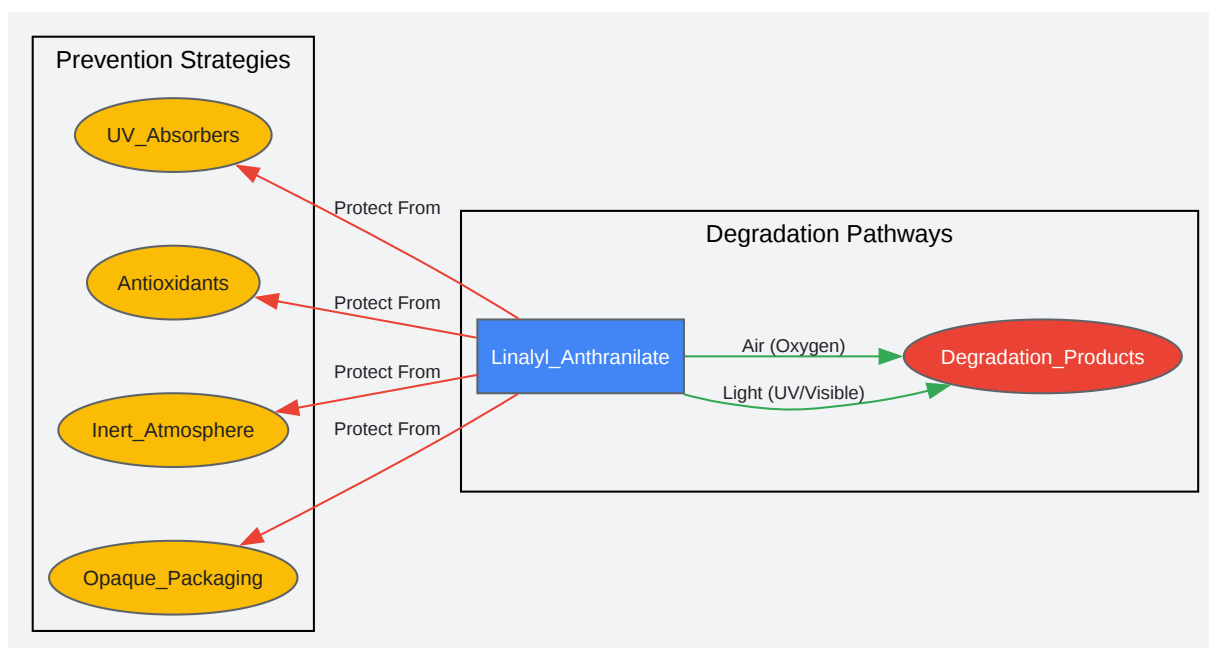 Prevention Strategies
UV_Absorbers
Antioxidants
Inert_Atmosphere
Opaque_Packaging
Protect From
Protect From
Protect From
Protect From
Degradation Pathways
Linalyl_Anthranilate
Air (Oxygen)
Light (UV/Visible)
Degradation_Products